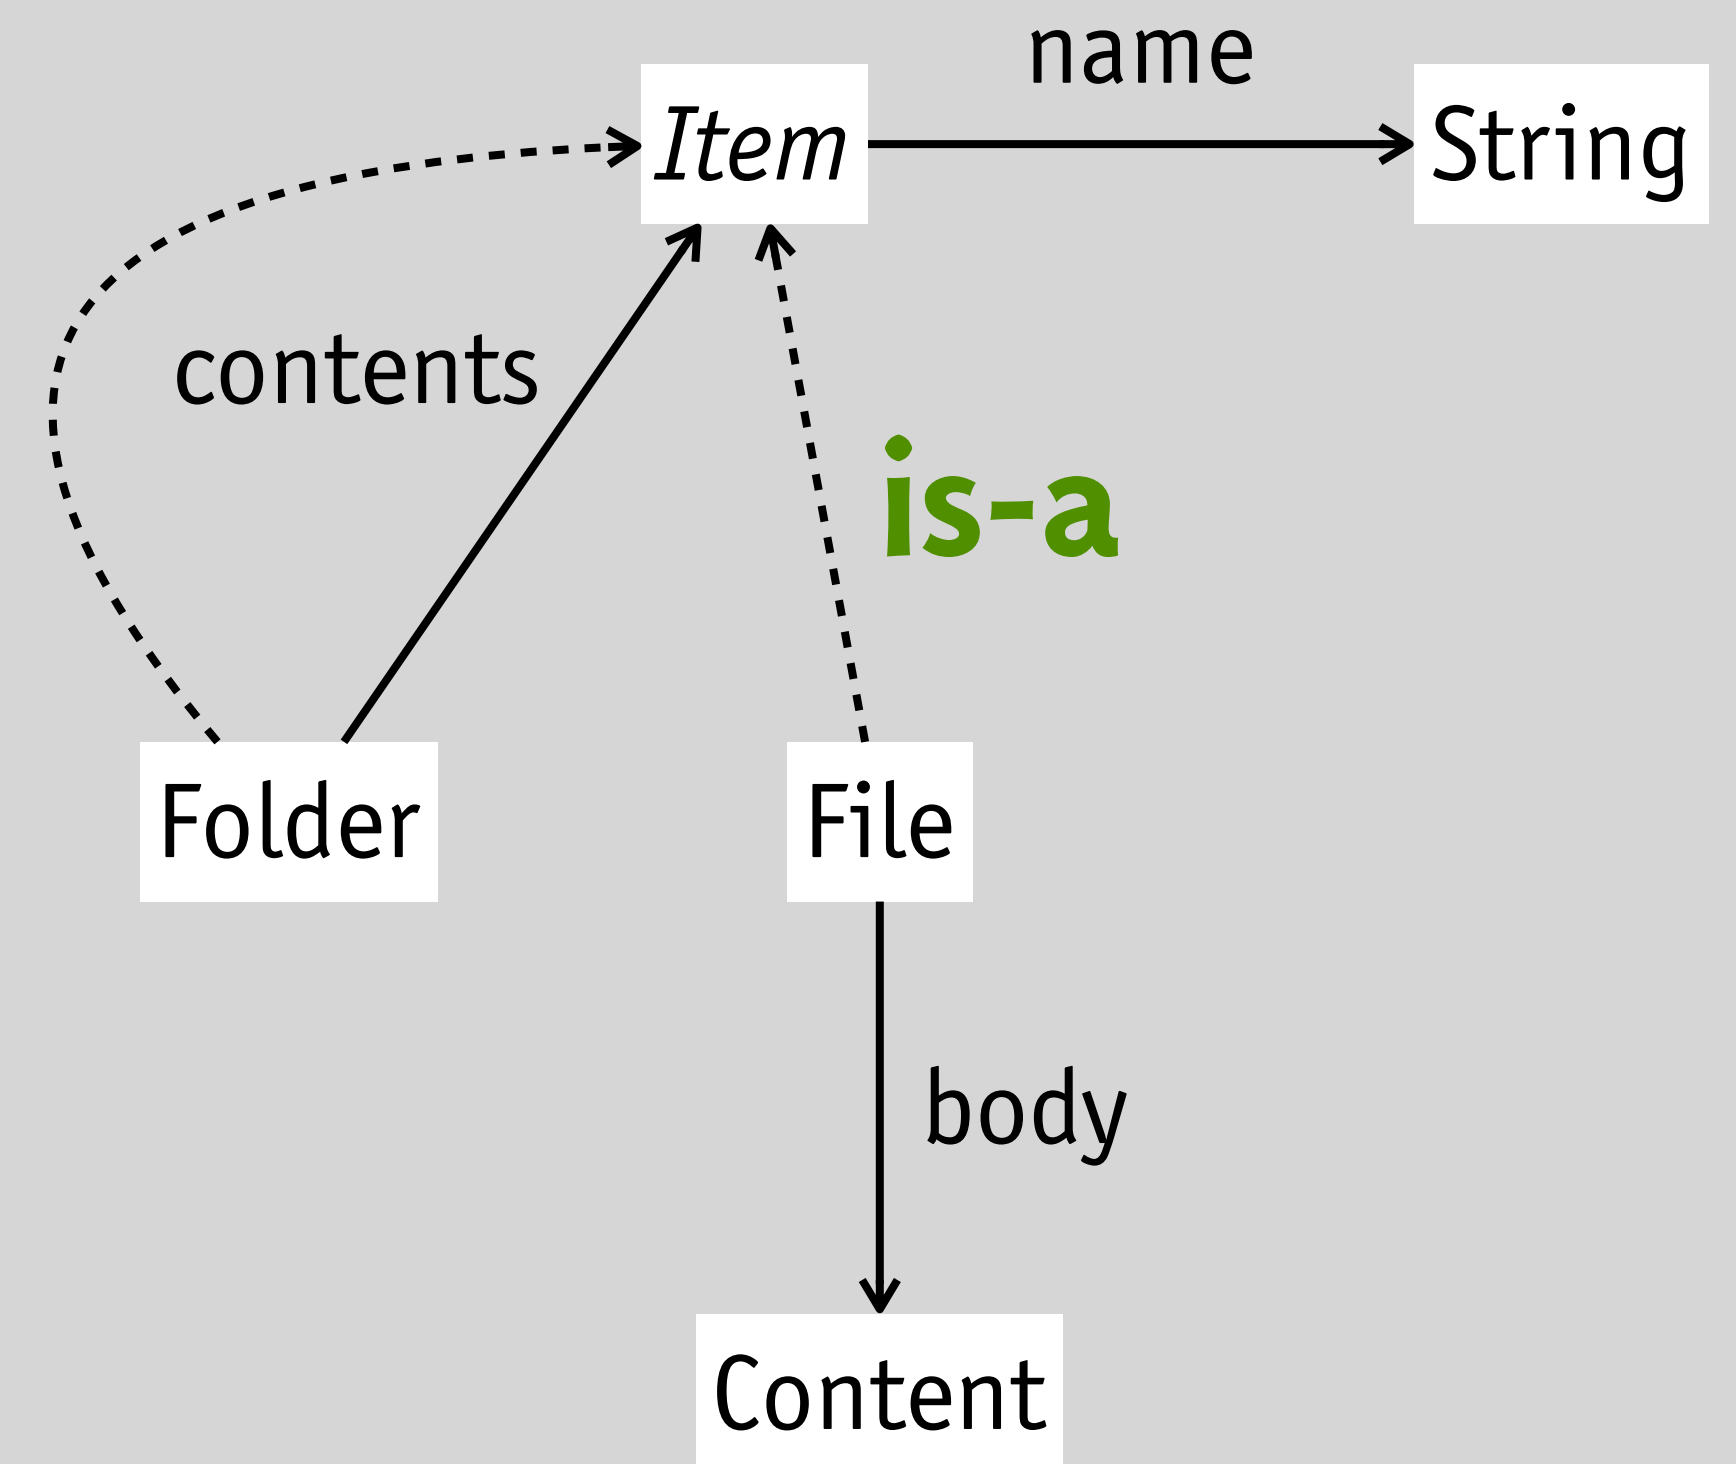 name
Item
String
contents
is-a
Folder
File
body
Content